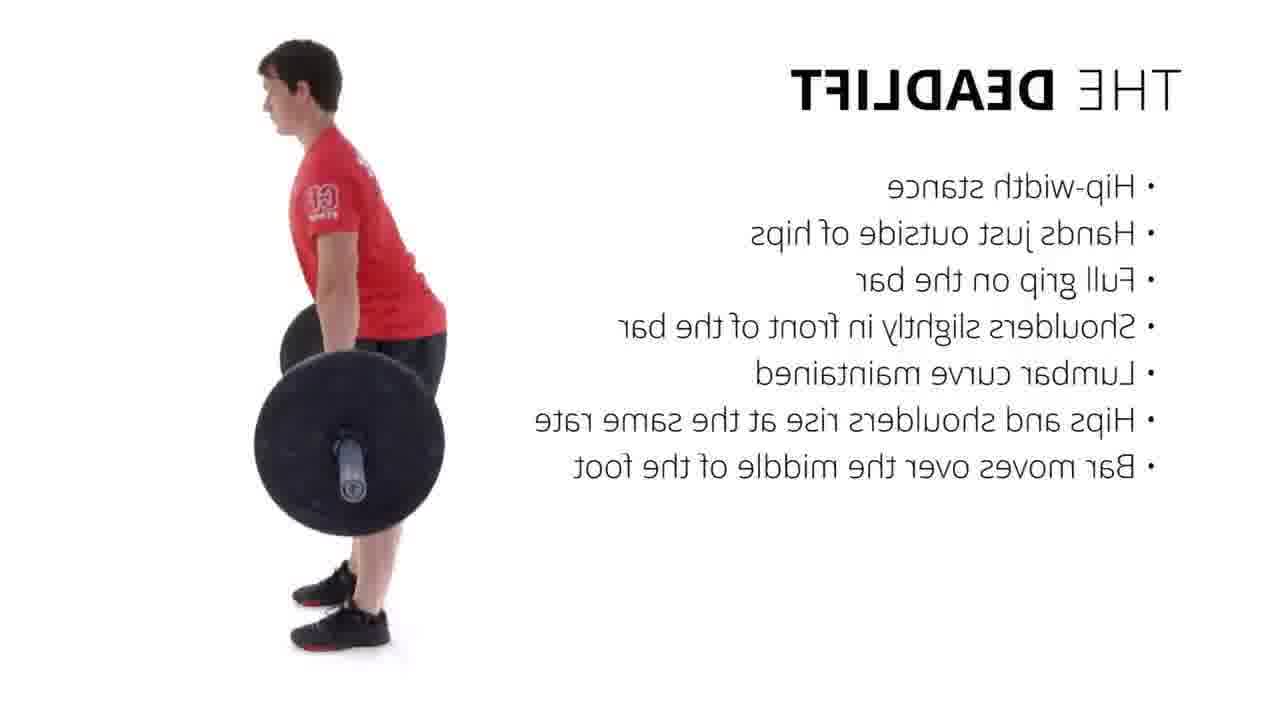 THE DEADLIFT
• Hip-width stance
• Hands just outside of hips
• Full grip on the bar
• Shoulders slightly in front of the bar
• Lumbar curve maintained
• Hips and shoulders rise at the same rate
• Bar moves over the middle of the foot